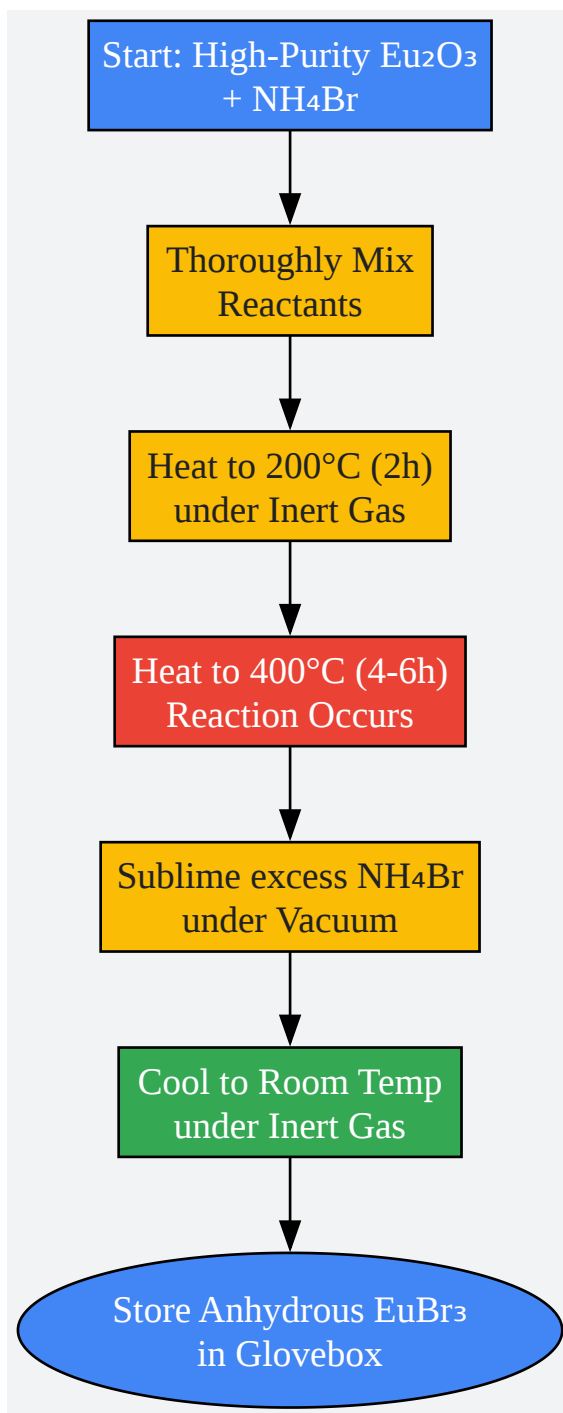 Start: High-Purity Eu₂O₃
+ NH₄Br
Thoroughly Mix
Reactants
Heat to 200°C (2h)
under Inert Gas
Heat to 400°C (4-6h)
Reaction Occurs
Sublime excess NH₄Br
under Vacuum
Cool to Room Temp
under Inert Gas
Store Anhydrous EuBr₃
in Glovebox